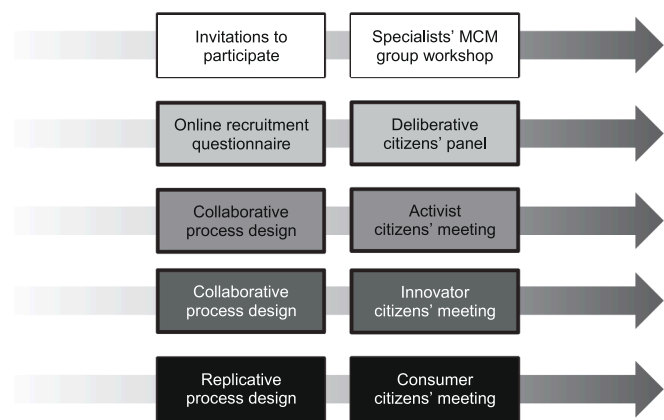 Invitations to
participate
Specialists’ MCM
group workshop
Online recruitment
questionnaire
Deliberative
citizens’ panel
Collaborative
process design
Activist
citizens’ meeting
Collaborative
process design
Innovator
citizens’ meeting
Replicative
process design
Consumer
citizens’ meeting